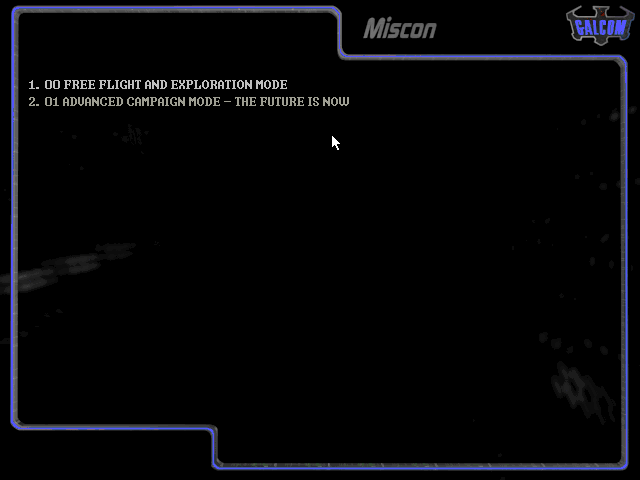 Miscon
GALCOM
1. 00 FREE FLIGHT AND EXPLORATION MODE
2. 01 ADVANCED CAMPAIGN MODE - THE FUTURE IS NOW